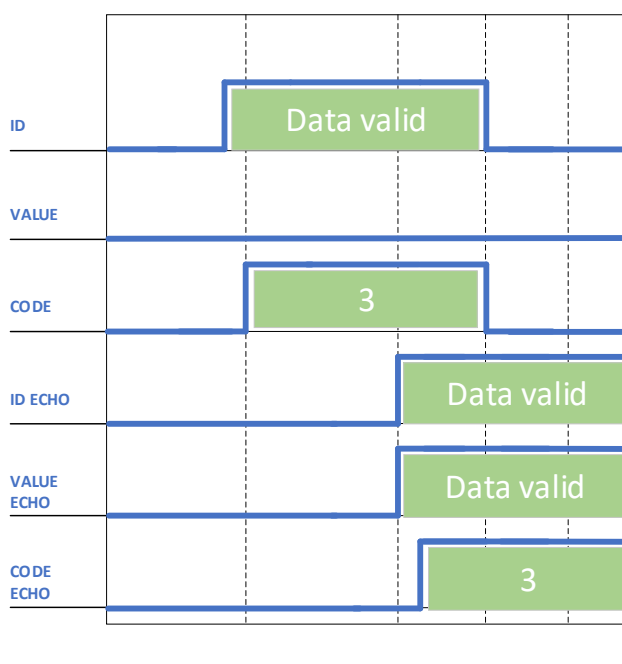 ID
Data valid
VALUE
CODE
3
ID ECHO
Data valid
VALUE
ECHO
Data valid
CODE
ECHO
3